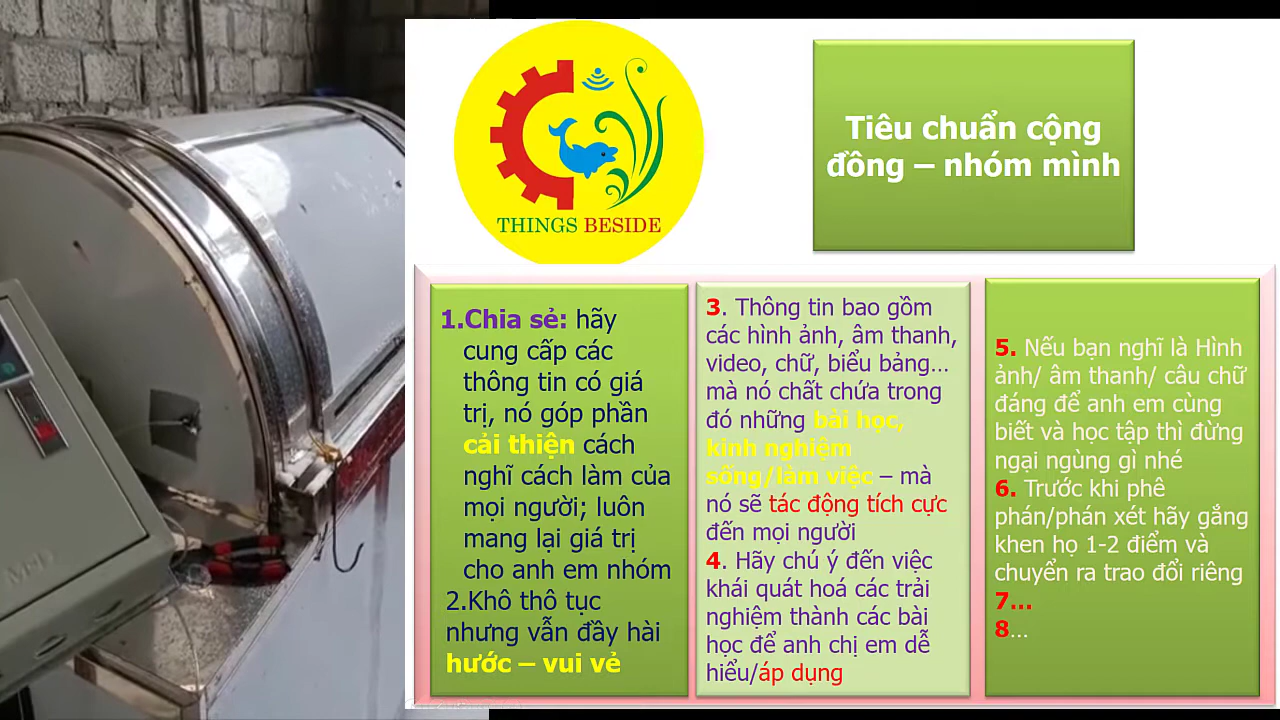 THINGS BESIDE
Tiêu chuẩn cộng
đồng – nhóm mình
1.Chia sẻ: hãy
cung cấp các
thông tin có giá
trị, nó góp phần
cải thiện cách
nghĩ cách làm của
mọi người; luôn
mang lại giá trị
cho anh em nhóm
2.Khô thô tục
nhưng vẫn đầy hài
hước – vui vẻ
3. Thông tin bao gồm
các hình ảnh, âm thanh,
video, chữ, biểu bảng…
mà nó chất chứa trong
đó những bài học,
kinh nghiệm
sống/làm việc – mà
nó sẽ tác động tích cực
đến mọi người
4. Hãy chú ý đến việc
khái quát hoá các trải
nghiệm thành các bài
học để anh chị em dễ
hiểu/áp dụng
5. Nếu bạn nghĩ là Hình
ảnh/ âm thanh/ câu chữ
đáng để anh em cùng
biết và học tập thì đừng
ngại ngùng gì nhé
6. Trước khi phê
phán/phán xét hãy gắng
khen họ 1-2 điểm và
chuyển ra trao đổi riêng
7…
8…